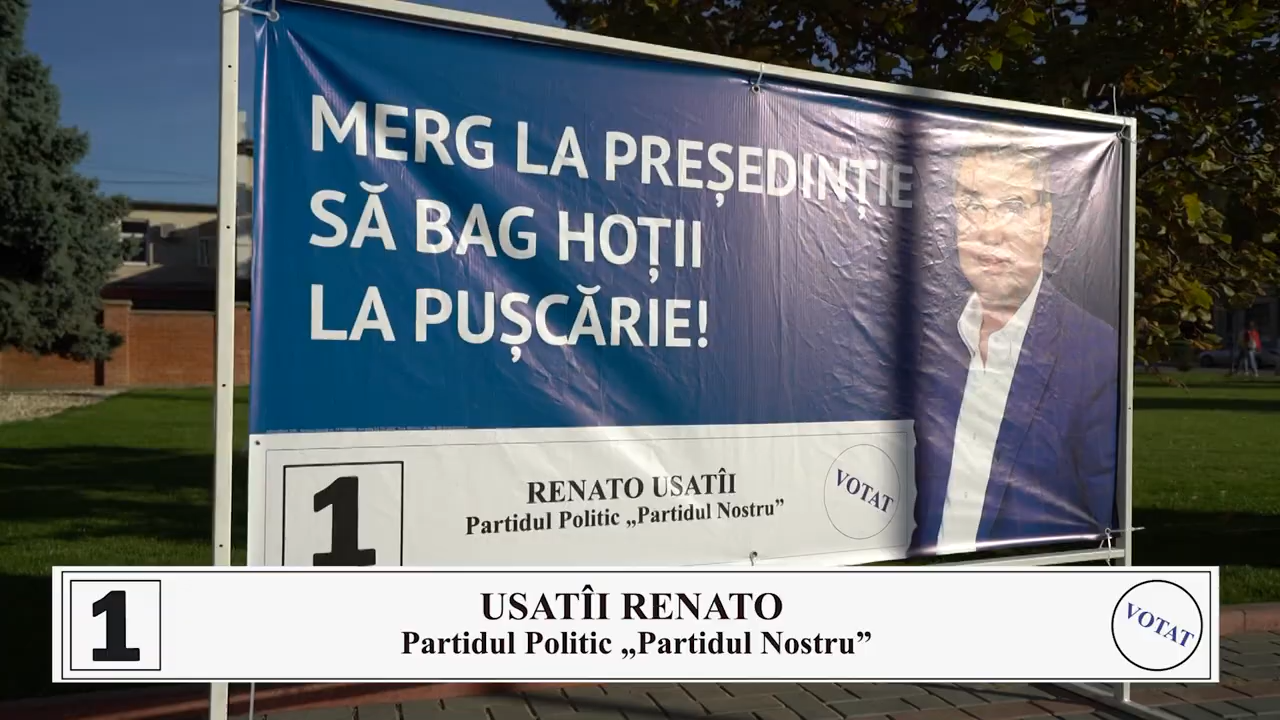 MERG LA PREȘEDINȚIE
SĂ BAG HOȚII
LA PUȘCĂRIE!
1
RENATO USATÎI
Partidul Politic „Partidul Nostru”
VOTAT
1
USATÎI RENATO
Partidul Politic „Partidul Nostru”
VOTAT